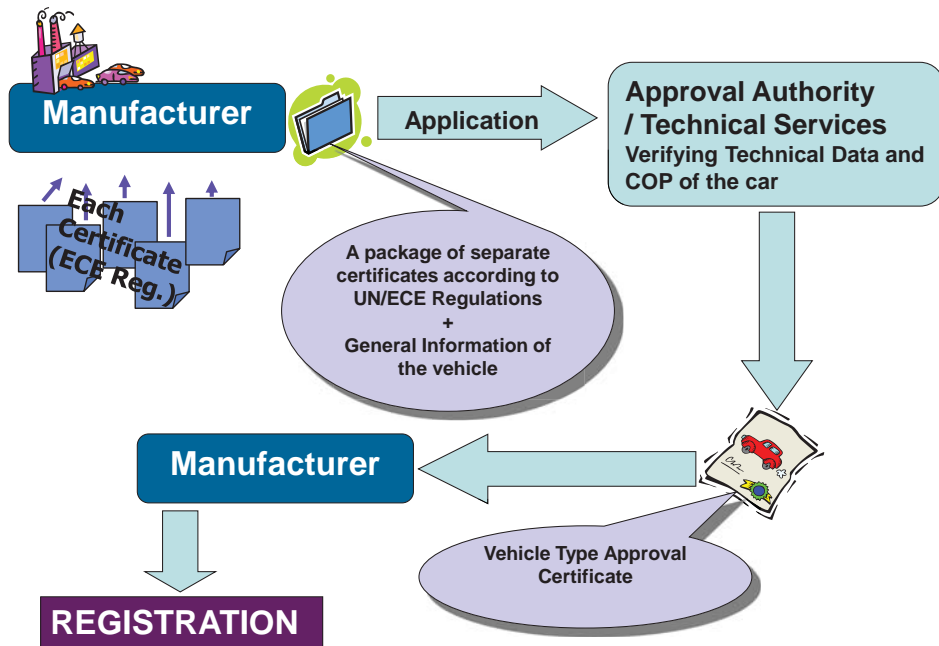 Manufacturer
Application
Approval Authority
/ Technical Services
Verifying Technical Data and
COP of the car
Each
Certificate
(ECE Reg.)
A package of separate
certificates according to
UN/ECE Regulations
+
General Information of
the vehicle
Manufacturer
Vehicle Type Approval
Certificate
REGISTRATION